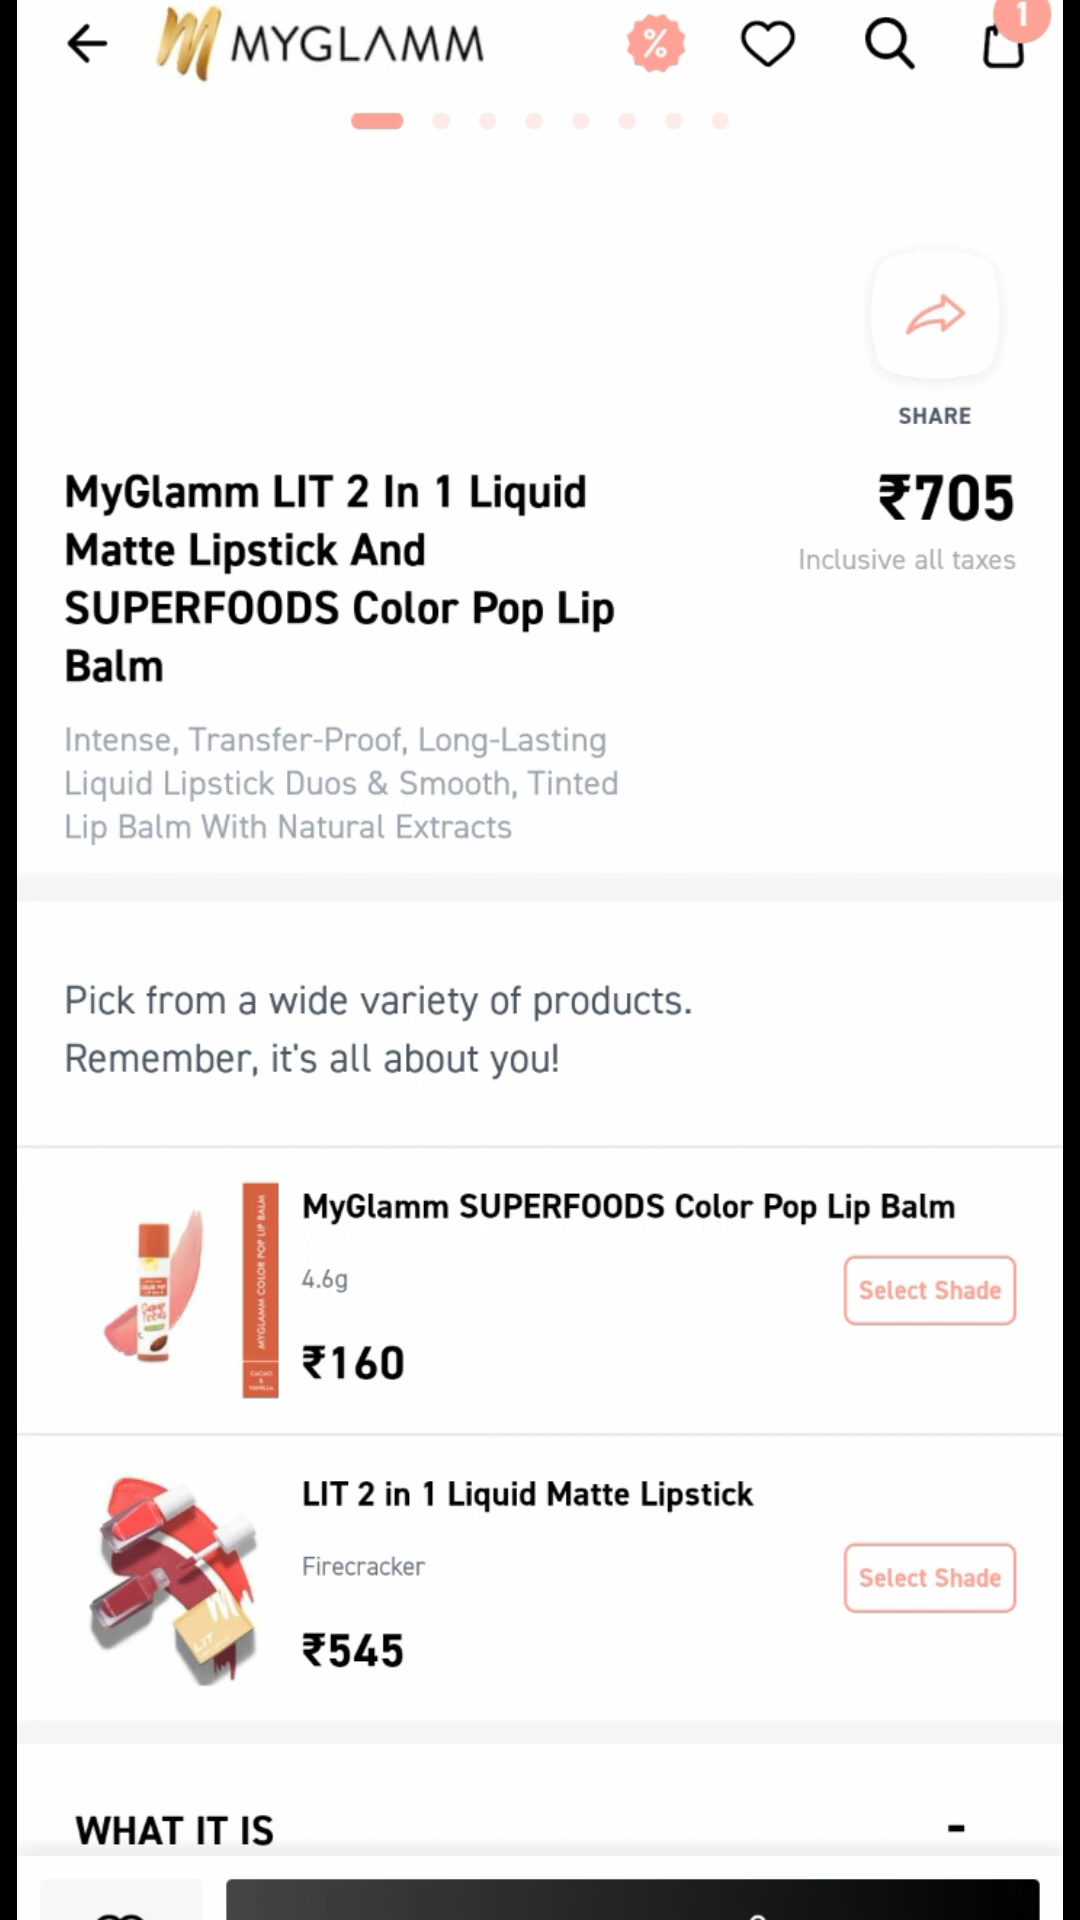 MYGLAMM
%
1
SHARE
MyGlamm LIT 2 In 1 Liquid
Matte Lipstick And
SUPERFOODS Color Pop Lip
Balm
₹705
Inclusive all taxes
Intense, Transfer-Proof, Long-Lasting
Liquid Lipstick Duos & Smooth, Tinted
Lip Balm With Natural Extracts
Pick from a wide variety of products.
Remember, it's all about you!
MYGLAMM COLOR POP LIP BALM
CACAO
&
VANILLA
MyGlamm SUPERFOODS Color Pop Lip Balm
4.6g
Select Shade
₹160
LIT
LIT 2 in 1 Liquid Matte Lipstick
Firecracker
Select Shade
₹545
WHAT IT IS
-